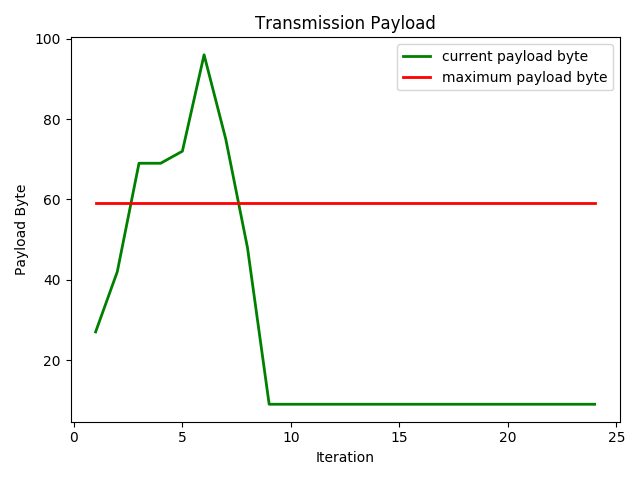 Transmission Payload
current payload byte
maximum payload byte
Payload Byte
100
80
60
40
20
0
5
10
15
20
25
Iteration